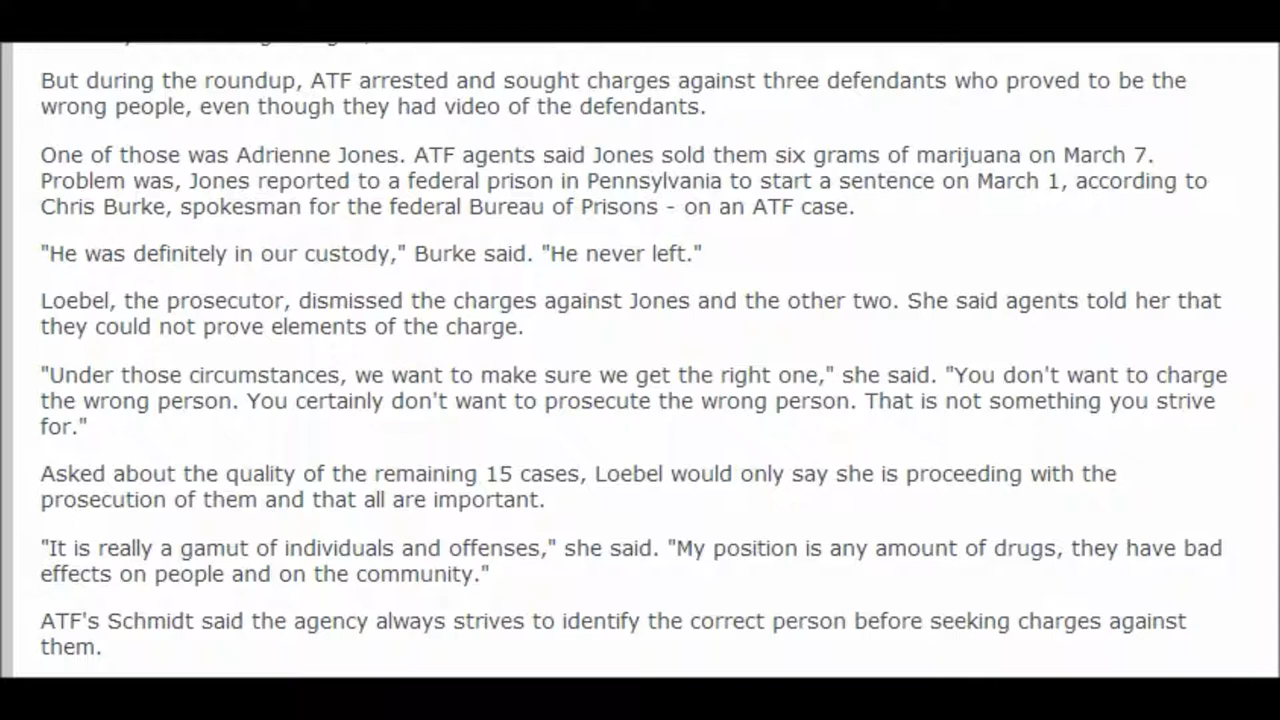 But during the roundup, ATF arrested and sought charges against three defendants who proved to be the
wrong people, even though they had video of the defendants.
One of those was Adrienne Jones. ATF agents said Jones sold them six grams of marijuana on March 7.
Problem was, Jones reported to a federal prison in Pennsylvania to start a sentence on March 1, according to
Chris Burke, spokesman for the federal Bureau of Prisons - on an ATF case.
"He was definitely in our custody," Burke said. "He never left."
Loebel, the prosecutor, dismissed the charges against Jones and the other two. She said agents told her that
they could not prove elements of the charge.
"Under those circumstances, we want to make sure we get the right one," she said. "You don't want to charge
the wrong person. You certainly don't want to prosecute the wrong person. That is not something you strive
for."
Asked about the quality of the remaining 15 cases, Loebel would only say she is proceeding with the
prosecution of them and that all are important.
"It is really a gamut of individuals and offenses," she said. "My position is any amount of drugs, they have bad
effects on people and on the community."
ATF's Schmidt said the agency always strives to identify the correct person before seeking charges against
them.